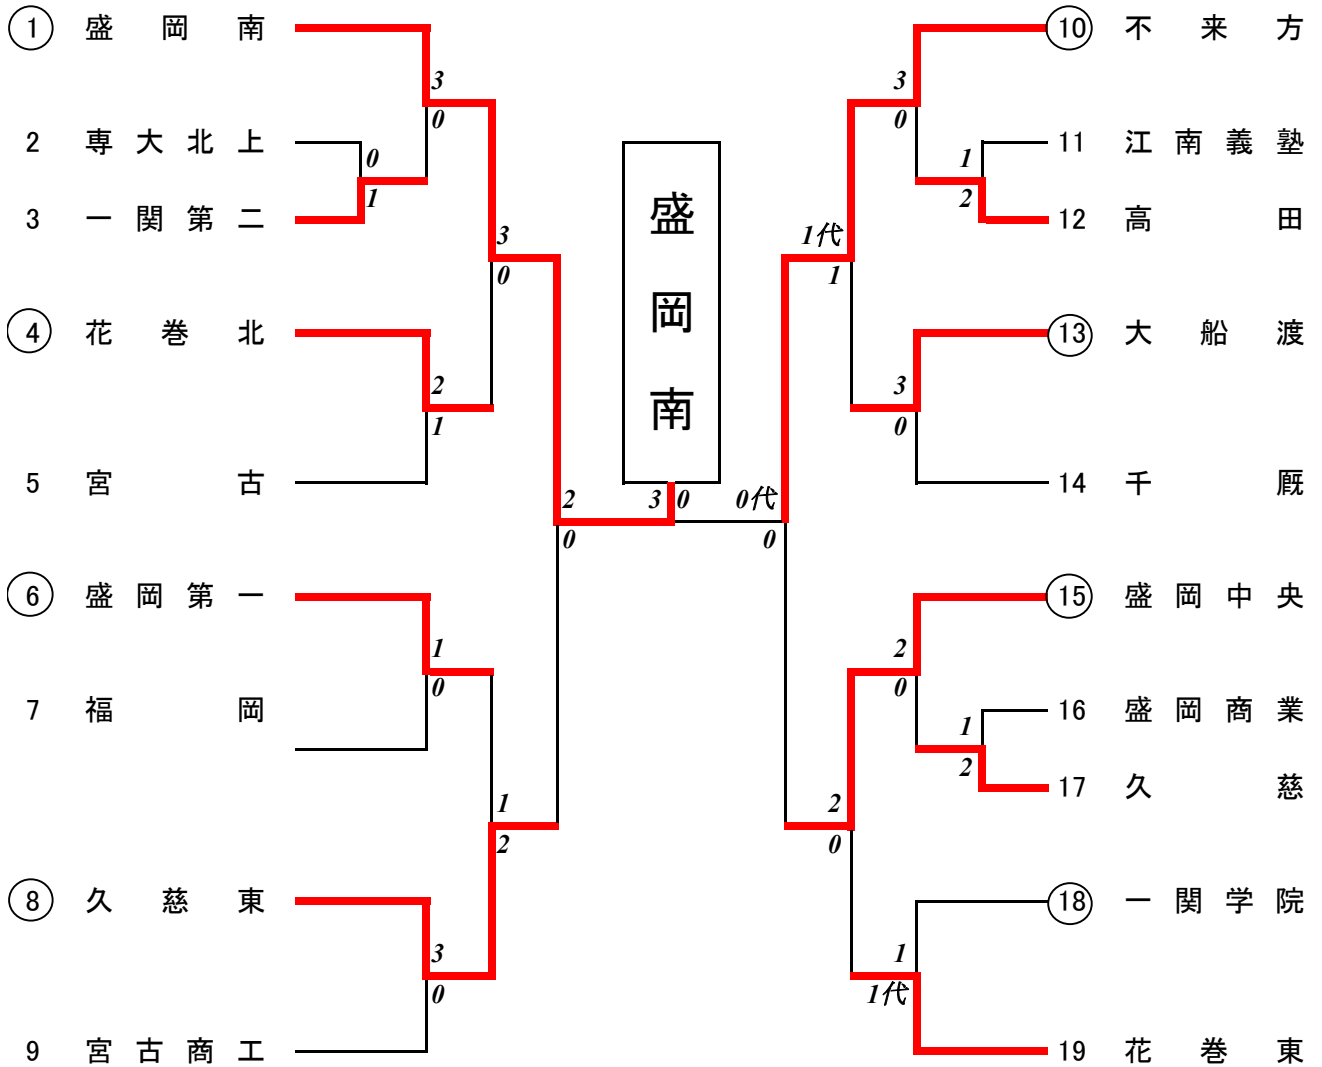 ① 盛岡南
3
0
2 専大北上
0
1
3 一関第二
3
0
④ 花巻北
2
1
5 宮古
2
0
⑥ 盛岡第一
1
0
7 福岡
1
2
⑧ 久慈東
3
0
9 宮古商工
盛岡南
3 0
⑩ 不来方
3
0
11 江南義塾
1
2
12 高田
1代
1
⑬ 大船渡
3
0
14 千厩
0代
0
⑮ 盛岡中央
2
0
16 盛岡商業
1
2
17 久慈
2
0
⑱ 一関学院
1
1代
19 花巻東